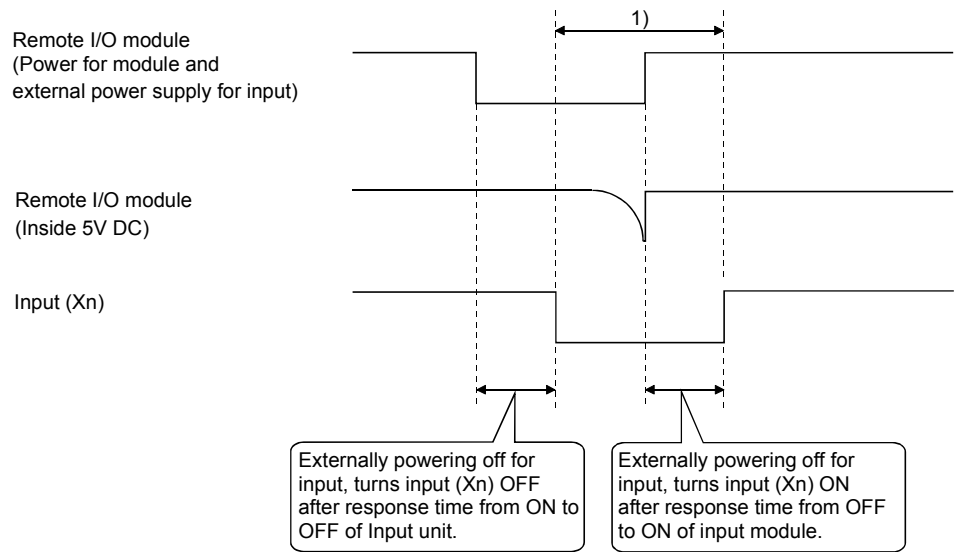 1)
Remote I/O module
(Power for module and
external power supply for input)
Remote I/O module
(Inside 5V DC)
Input (Xn)
Externally powering off for
input, turns input (Xn) OFF
after response time from ON to
OFF of Input unit.
Externally powering off for
input, turns input (Xn) ON
after response time from OFF
to ON of input module.